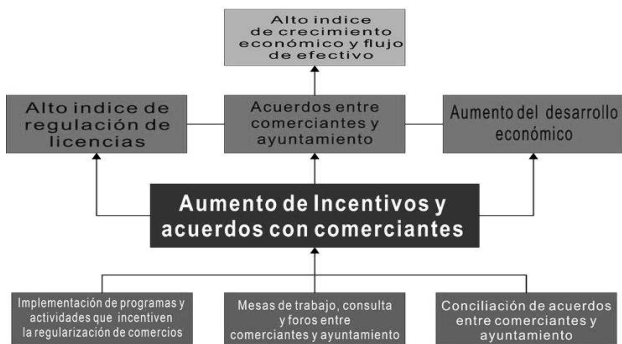 Alto indice
de crecimiento
económico y flujo
de efectivo
Alto indice de
regulación de
licencias
Acuerdos entre
comerciantes y
ayuntamiento
Aumento del desarrollo
económico
Aumento de Incentivos y
acuerdos con comerciantes
Implementación de programas y
actividades que incentiven
la regularización de comercios
Mesas de trabajo, consulta
y foros entre
comerciantes y ayuntamiento
Conciliación de acuerdos
entre comerciantes y
ayuntamiento